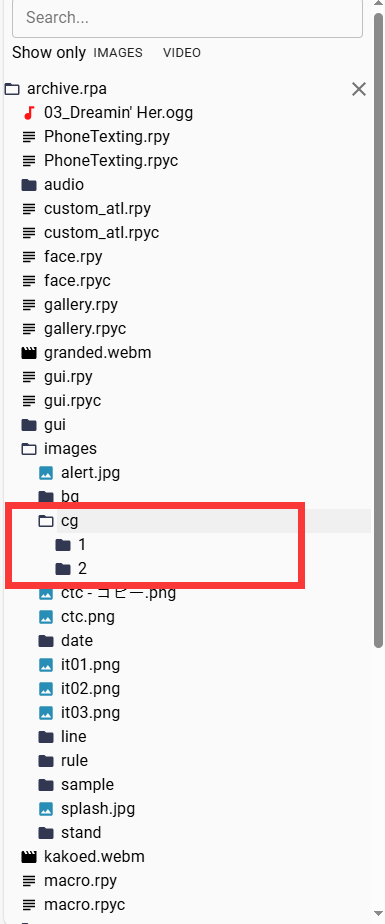 Search...
Show only IMAGES VIDEO
archive.rpa
03_Dreamin' Her.ogg
PhoneTexting.rpy
PhoneTexting.rpyc
audio
custom_atl.rpy
custom_atl.rpyc
face.rpy
face.rpyc
gallery.rpy
gallery.rpyc
granded.webm
gui.rpy
gui.rpyc
gui
images
alert.jpg
bg
cg
1
2
ctc - コピー.png
ctc.png
date
it01.png
it02.png
it03.png
line
rule
sample
splash.jpg
stand
kakoed.webm
macro.rpy
macro.rpyc